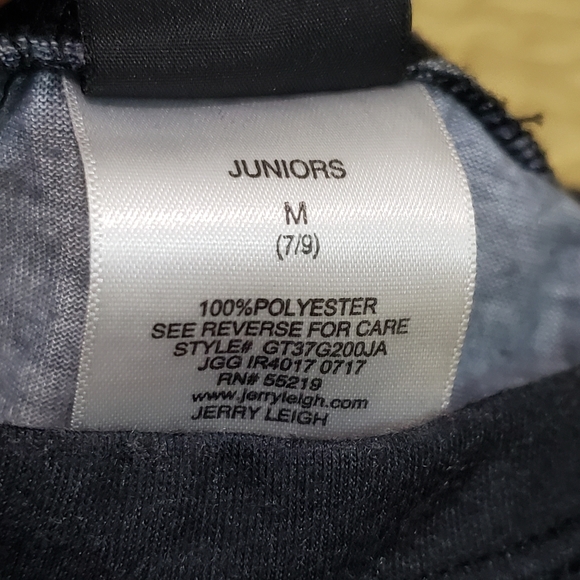 JUNIORS
M
(7/9)
100%POLYESTER
SEE REVERSE FOR CARE
STYLE# GT37G200JA
JGG IR4017 0717
RN# 55219
www.jerryleigh.com
JERRY LEIGH